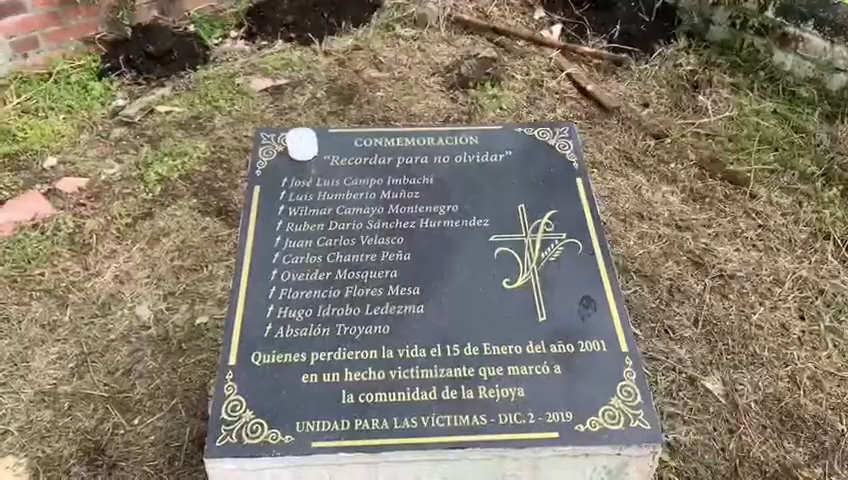 CONMEMORACIÓN
"Recordar para no olvidar"
José Luis Campo Imbachi
Luis Humberto Muñoz
Wilmar Camayo Montenegro
Ruben Darío Sánchez Hurmendez
Juan Carlos Velasco
Carlos Chantre Peña
Oveider Mosquera
Florencio Flores Mesa
Hugo Idrobo Ledezma
Absalón Troyano
Quienes perdieron la vida el 15 de Enero del año 2001
en un hecho victimizante que marcó a
la comunidad de la Rejoya
UNIDAD PARA LAS VÍCTIMAS - DIC. 2 - 2019